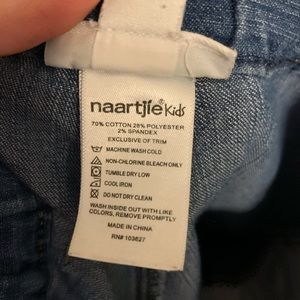 naartjie® Kids
70% COTTON 28% POLYESTER
2% SPANDEX
EXCLUSIVE OF TRIM
MACHINE WASH COLD
NON-CHLORINE BLEACH ONLY
TUMBLE DRY LOW
COOL IRON
DO NOT DRY CLEAN
WASH INSIDE OUT WITH LIKE
COLORS, REMOVE PROMPTLY
MADE IN CHINA
RN# 103627